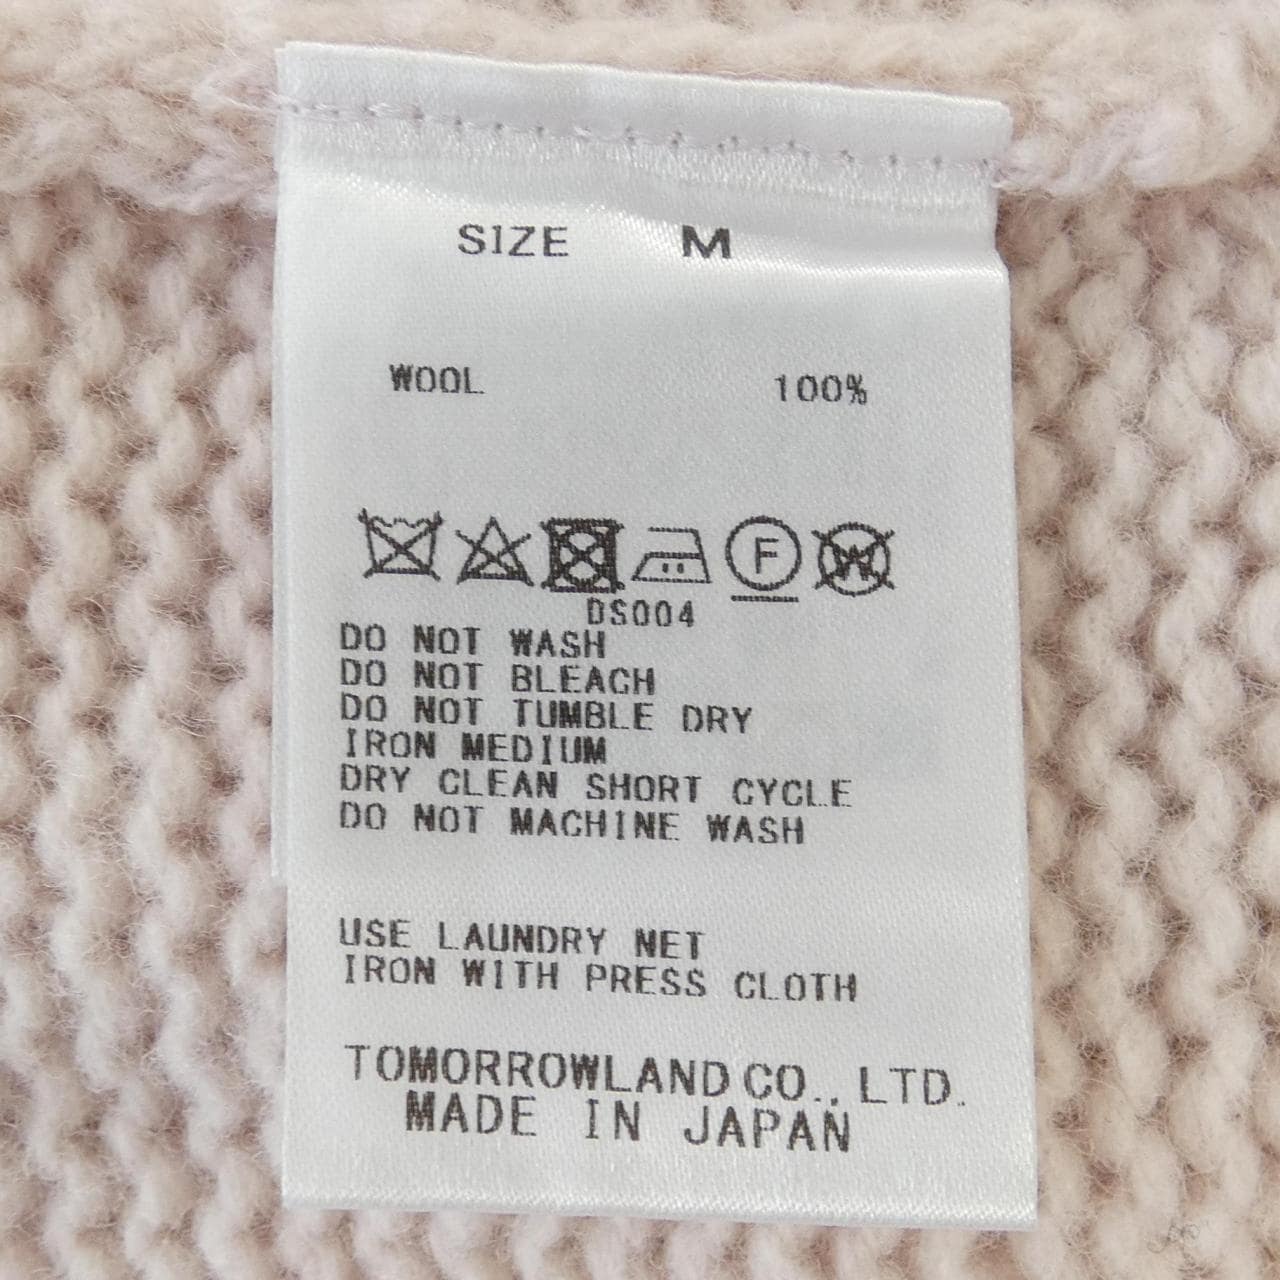 SIZE M
WOOL 100%
F W
DS004
DO NOT WASH
DO NOT BLEACH
DO NOT TUMBLE DRY
IRON MEDIUM
DRY CLEAN SHORT CYCLE
DO NOT MACHINE WASH
USE LAUNDRY NET
IRON WITH PRESS CLOTH
TOMORROWLAND CO., LTD.
MADE IN JAPAN